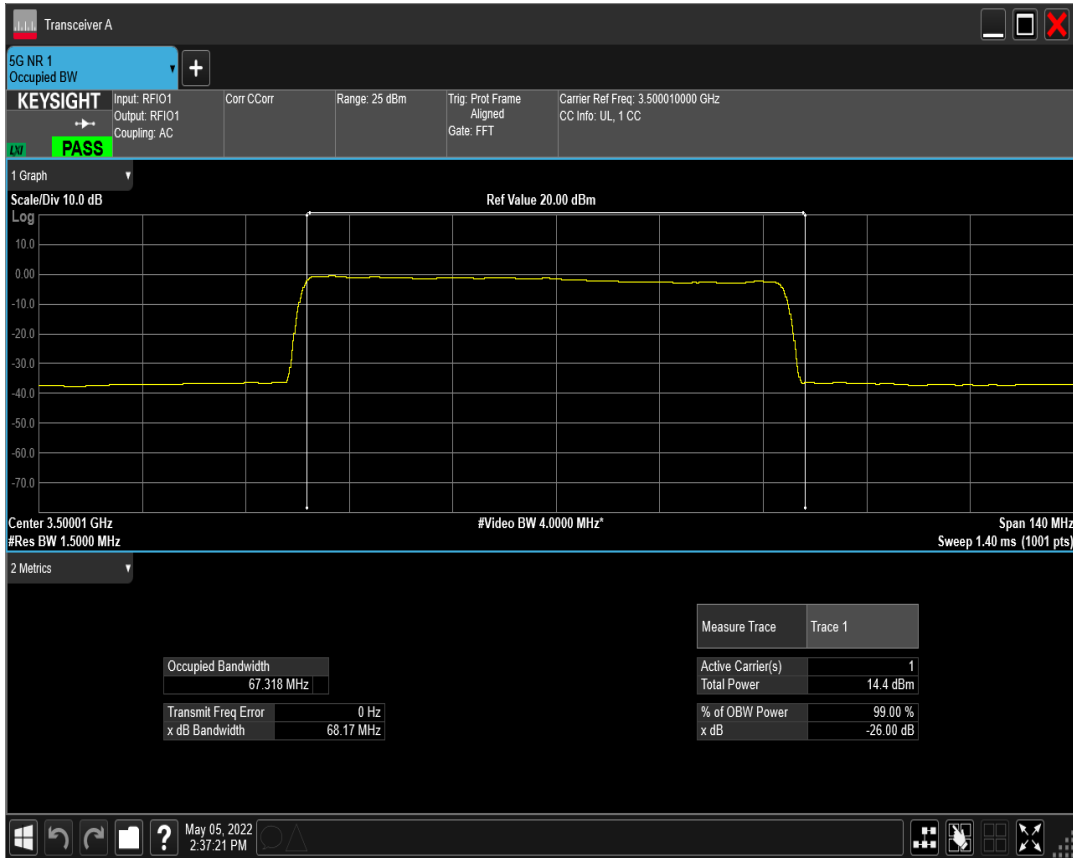 Transceiver A
5G NR 1
Occupied BW
+
KEYSIGHT
LXI
PASS
Input: RFIO1
Output: RFIO1
Coupling: AC
Corr CCorr
Range: 25 dBm
Trig: Prot Frame
Aligned
Gate: FFT
Carrier Ref Freq: 3.500010000 GHz
CC Info: UL, 1 CC
1 Graph
Scale/Div 10.0 dB
Ref Value 20.00 dBm
Log
10.0
0.00
-10.0
-20.0
-30.0
-40.0
-50.0
-60.0
-70.0
Center 3.50001 GHz
#Video BW 4.0000 MHz*
Span 140 MHz
#Res BW 1.5000 MHz
Sweep 1.40 ms (1001 pts)
2 Metrics
Measure Trace Trace 1
Occupied Bandwidth
67.318 MHz
Active Carrier(s) 1
Total Power 14.4 dBm
Transmit Freq Error 0 Hz
x dB Bandwidth 68.17 MHz
% of OBW Power 99.00 %
x dB -26.00 dB
?
May 05, 2022
2:37:21 PM